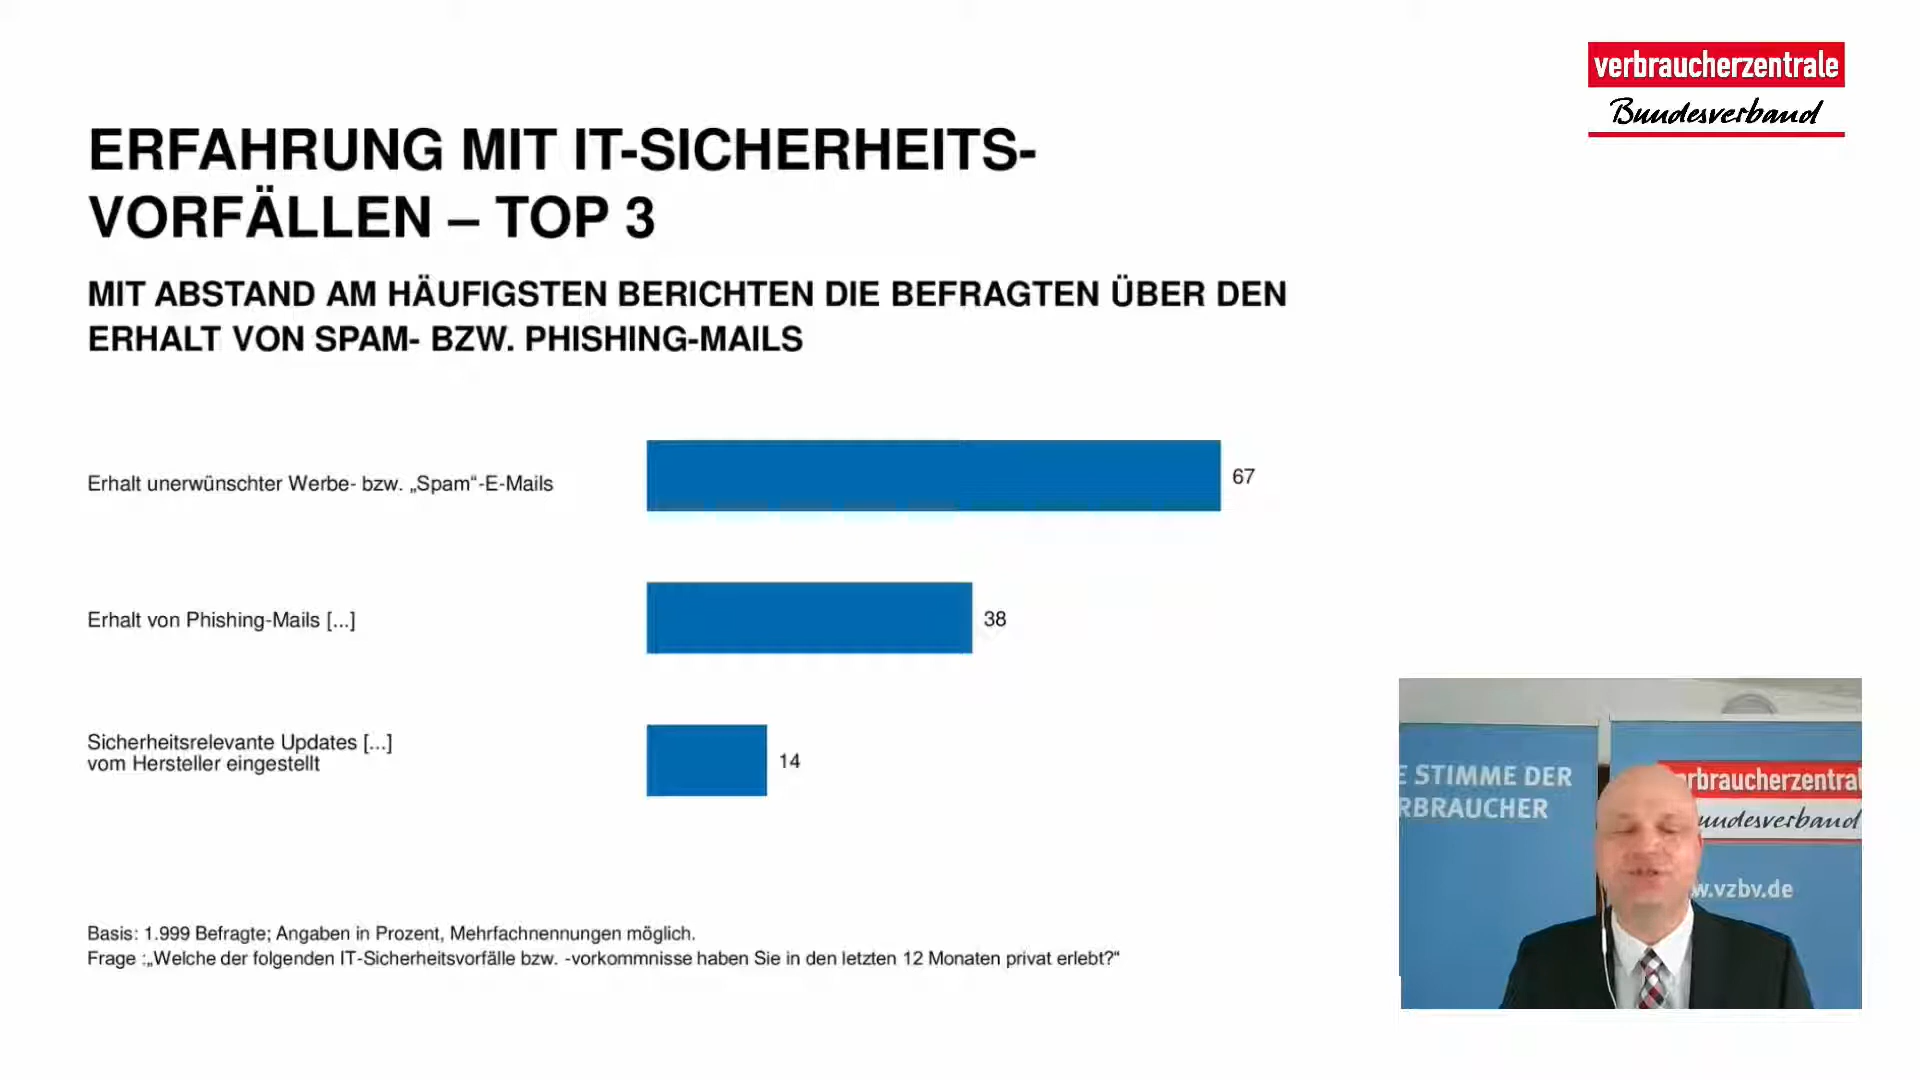 verbraucherzentrale
Bundesverband
ERFAHRUNG MIT IT-SICHERHEITS-
VORFÄLLEN – TOP 3
MIT ABSTAND AM HÄUFIGSTEN BERICHTEN DIE BEFRAGTEN ÜBER DEN
ERHALT VON SPAM- BZW. PHISHING-MAILS
Erhalt unerwünschter Werbe- bzw. „Spam“-E-Mails
67
Erhalt von Phishing-Mails [...]
38
Sicherheitsrelevante Updates [...]
vom Hersteller eingestellt
14
Basis: 1.999 Befragte; Angaben in Prozent, Mehrfachnennungen möglich.
Frage :„Welche der folgenden IT-Sicherheitsvorfälle bzw. -vorkommnisse haben Sie in den letzten 12 Monaten privat erlebt?“
E STIMME DER
RBRAUCHER
rbraucherzentral
undesverband
w.vzbv.de